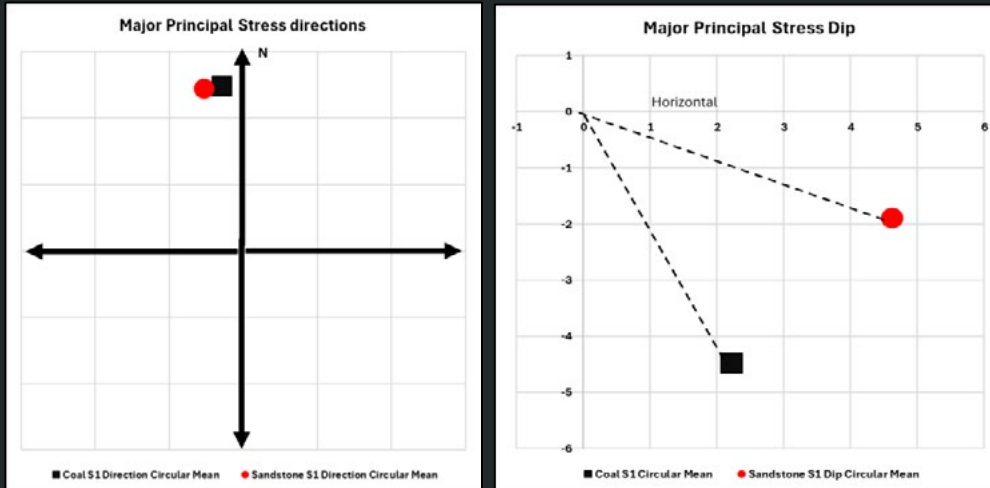 Major Principal Stress directions
N
Coal S1 Direction Circular Mean
Sandstone S1 Direction Circular Mean
Major Principal Stress Dip
1
Horizontal
0
-1 0 1 2 3 4 5 6
-1
-2
-3
-4
-5
-6
Coal S1 Circular Mean
Sandstone S1 Dip Circular Mean